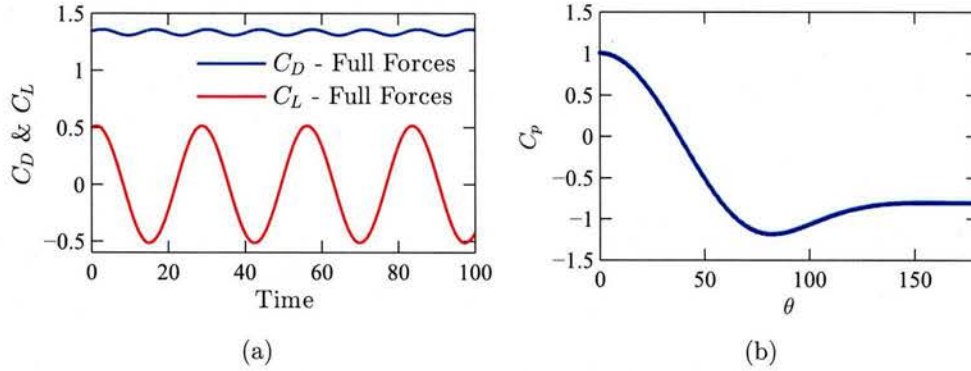 1.5
1
0.5
0
−0.5
C_D & C_L
C_D - Full Forces
C_L - Full Forces
0 20 40 60 80 100
Time
(a)
1.5
1
0.5
0
−0.5
−1
−1.5
C_p
0 50 100 150
θ
(b)